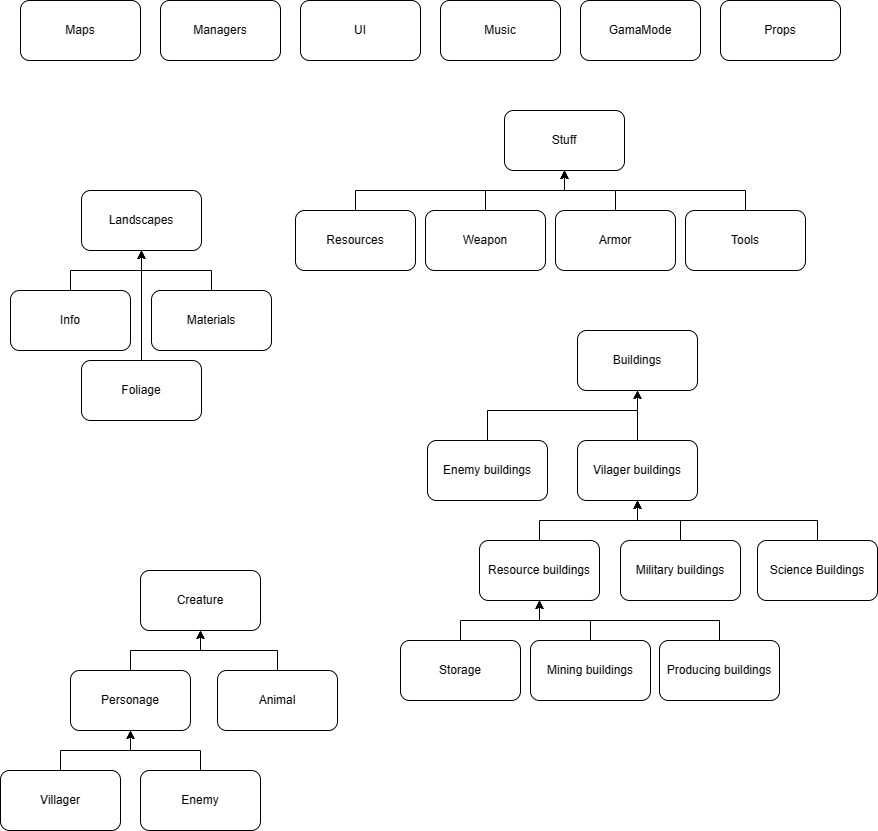 Maps
Managers
UI
Music
GamaMode
Props
Stuff
Landscapes
Resources
Weapon
Armor
Tools
Info
Materials
Foliage
Buildings
Enemy buildings
Vilager buildings
Resource buildings
Military buildings
Science Buildings
Creature
Storage
Mining buildings
Producing buildings
Personage
Animal
Villager
Enemy